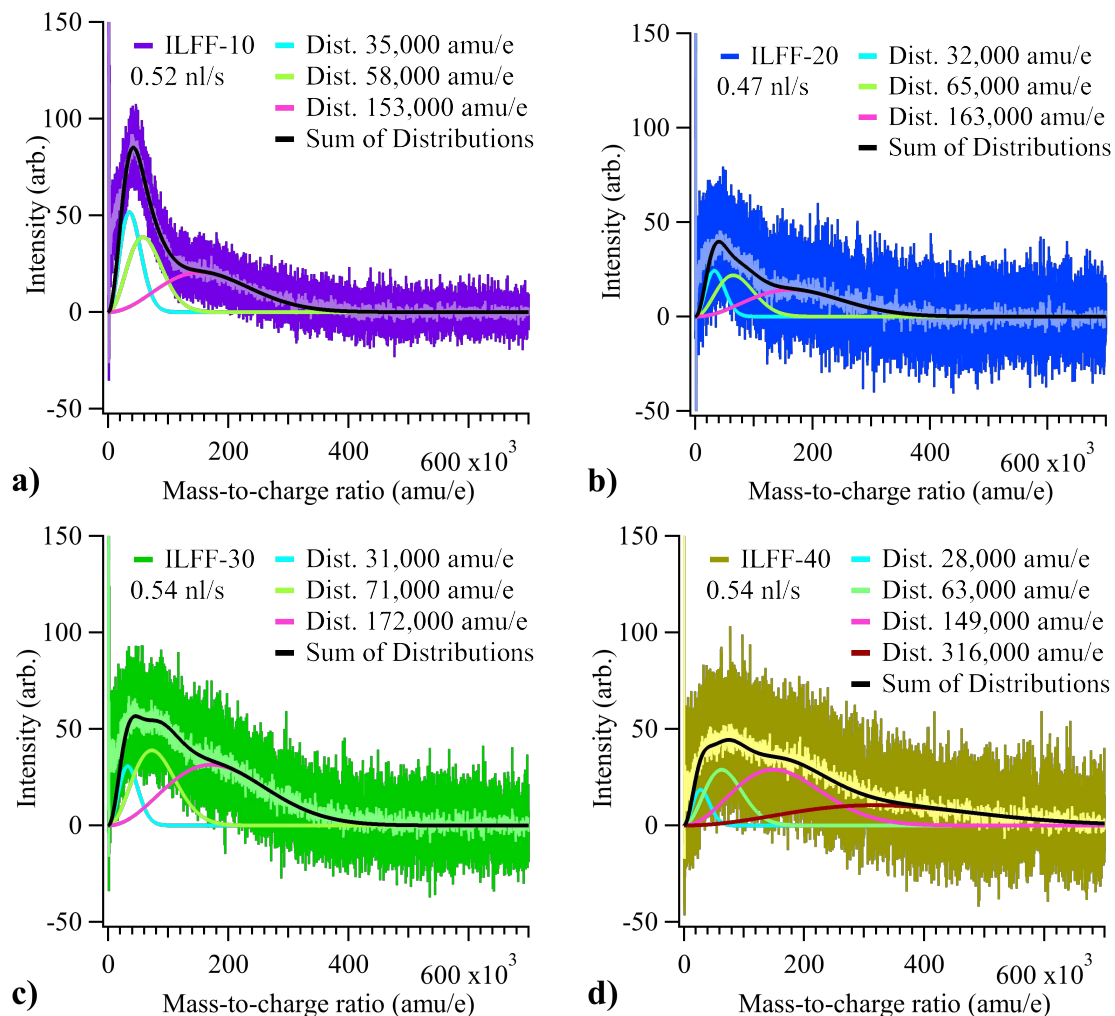 150
100
50
0
-50
Intensity (arb.)
ILFF-10
0.52 nl/s
Dist. 35,000 amu/e
Dist. 58,000 amu/e
Dist. 153,000 amu/e
Sum of Distributions
0 200 400 600 x10³
Mass-to-charge ratio (amu/e)
a)
150
100
50
0
-50
Intensity (arb.)
ILFF-20
0.47 nl/s
Dist. 32,000 amu/e
Dist. 65,000 amu/e
Dist. 163,000 amu/e
Sum of Distributions
0 200 400 600 x10³
Mass-to-charge ratio (amu/e)
b)
150
100
50
0
-50
Intensity (arb.)
ILFF-30
0.54 nl/s
Dist. 31,000 amu/e
Dist. 71,000 amu/e
Dist. 172,000 amu/e
Sum of Distributions
0 200 400 600 x10³
Mass-to-charge ratio (amu/e)
c)
150
100
50
0
-50
Intensity (arb.)
ILFF-40
0.54 nl/s
Dist. 28,000 amu/e
Dist. 63,000 amu/e
Dist. 149,000 amu/e
Dist. 316,000 amu/e
Sum of Distributions
0 200 400 600 x10³
Mass-to-charge ratio (amu/e)
d)